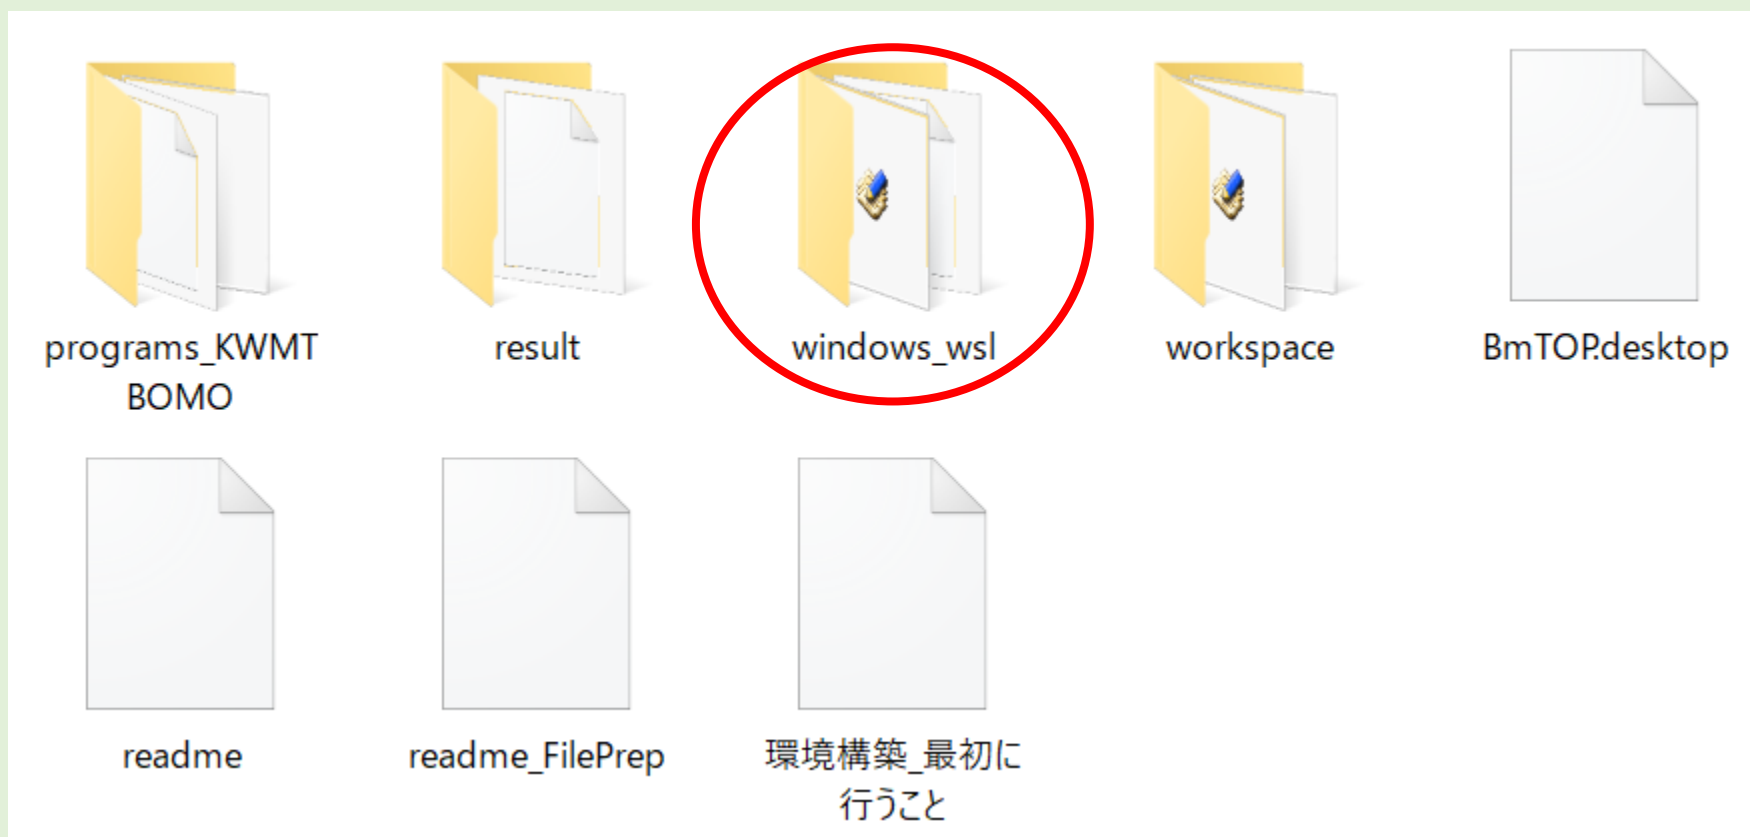 programs_KWMT
BOMO
result
windows_wsl
workspace
BmTOP.desktop
readme
readme_FilePrep
環境構築_最初に
行うこと